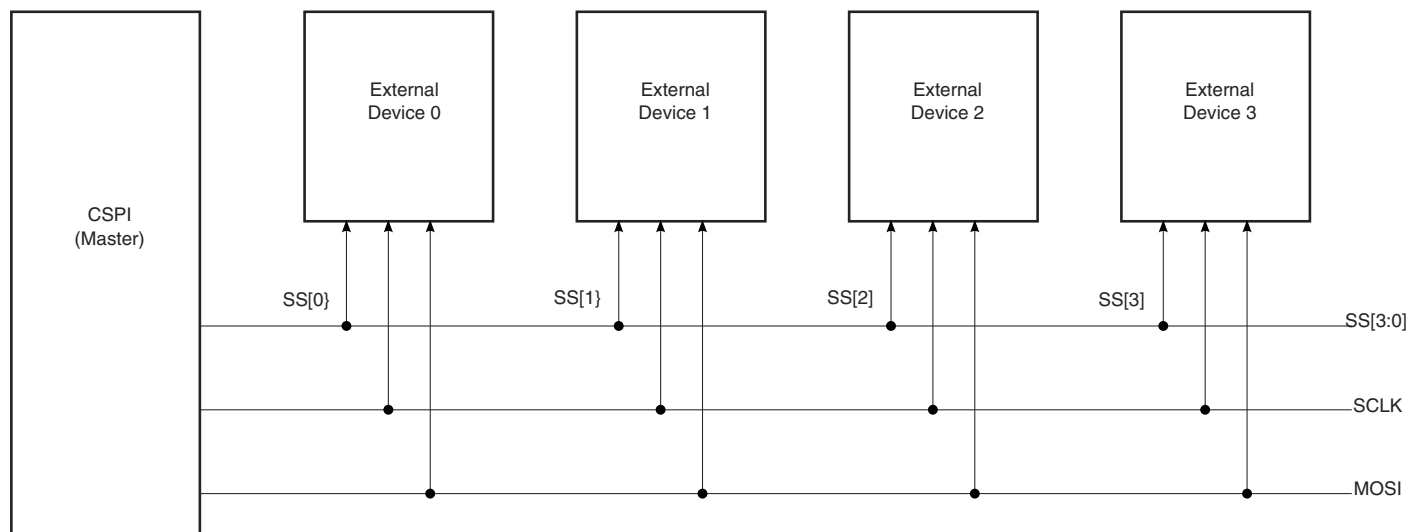 External
Device 0
External
Device 1
External
Device 2
External
Device 3
CSPI
(Master)
SS[0}
SS[1}
SS[2]
SS[3]
SS[3:0]
SCLK
MOSI